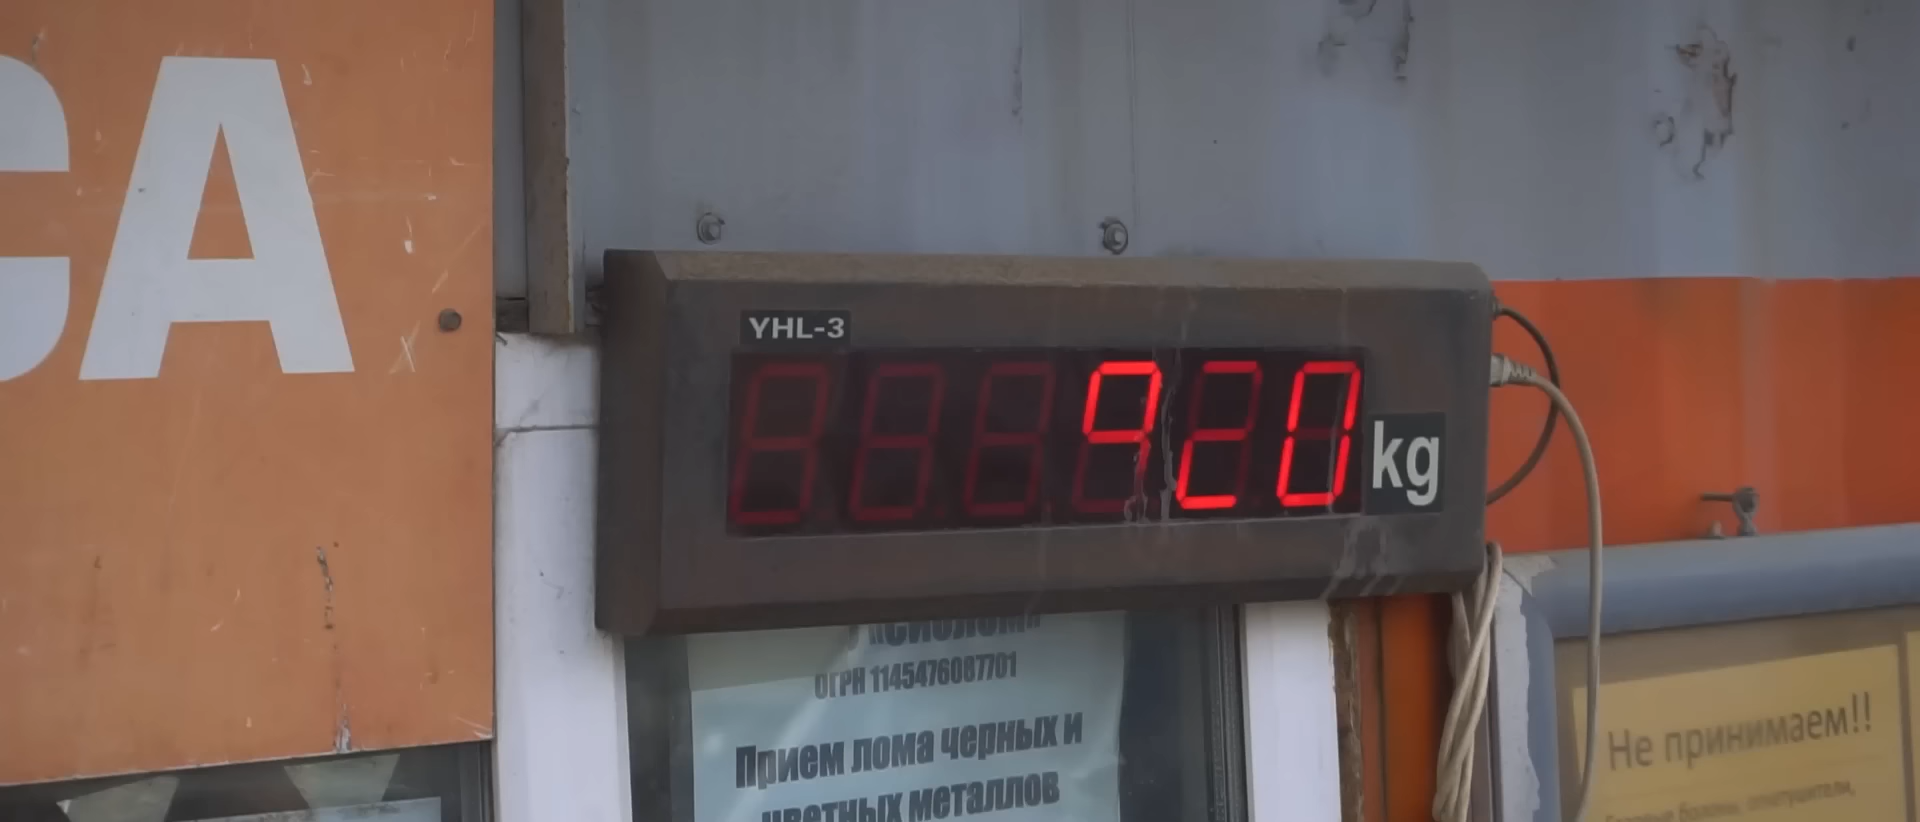 СА
YHL-3
920
kg
ОГРН 1145476087701
Прием лома черных и
цветных металлов
Не принимаем!!